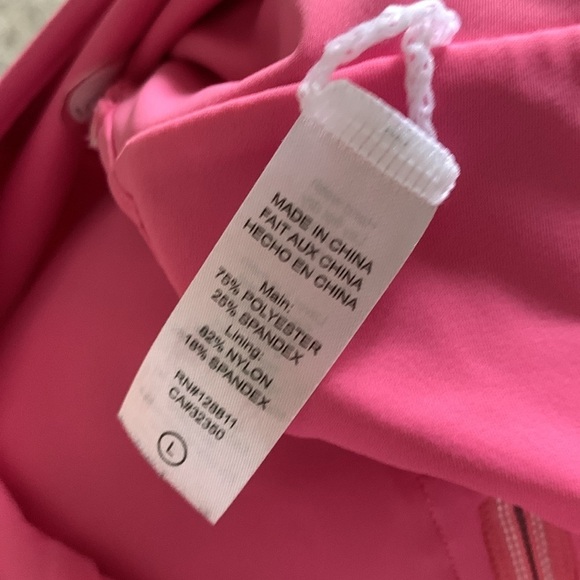 MADE IN CHINA
FAIT AUX CHINA
HECHO EN CHINA
Main:
75% POLYESTER
25% SPANDEX
Lining:
82% NYLON
18% SPANDEX
RN#128811
CA#32350
L